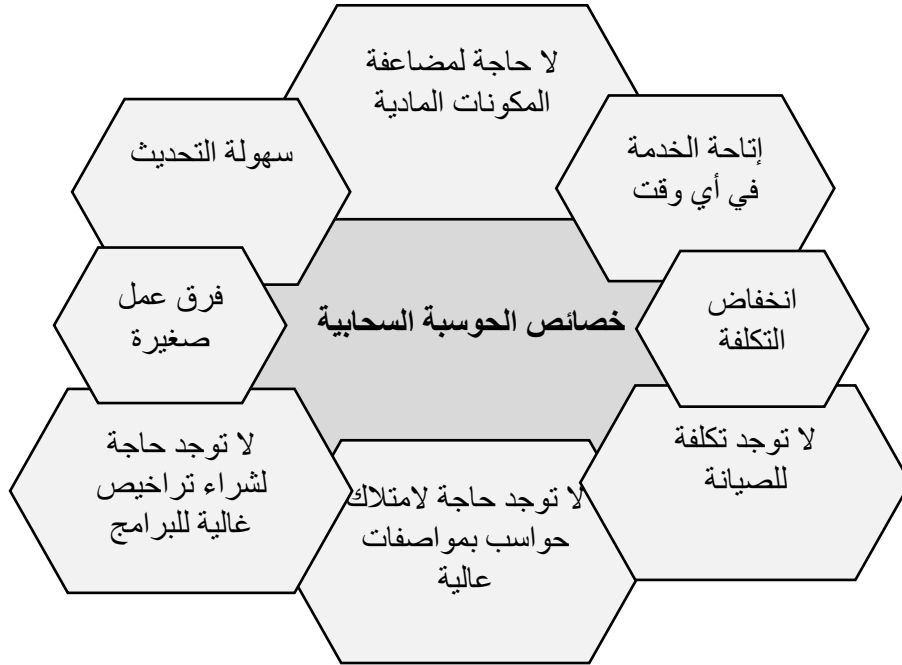 لا حاجة لمضاعفة
المكونات المادية
إتاحة الخدمة
في أي وقت
سهولة التحديث
انخفاض
التكلفة
خصائص الحوسبة السحابية
فرق عمل
صغيرة
لا توجد تكلفة
للصيانة
لا توجد حاجة لامتلاك
حواسب بمواصفات
عالية
لا توجد حاجة
لشراء تراخيص
غالية للبرامج